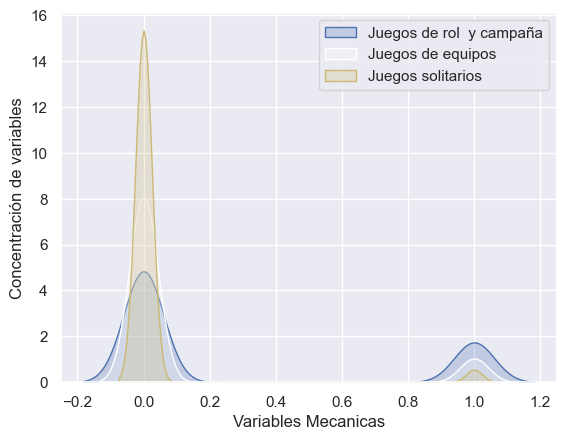 Juegos de rol  y campaña
Juegos de equipos
Juegos solitarios
Concentración de variables
16
14
12
10
8
6
4
2
0
−0.2 0.0 0.2 0.4 0.6 0.8 1.0 1.2
Variables Mecanicas